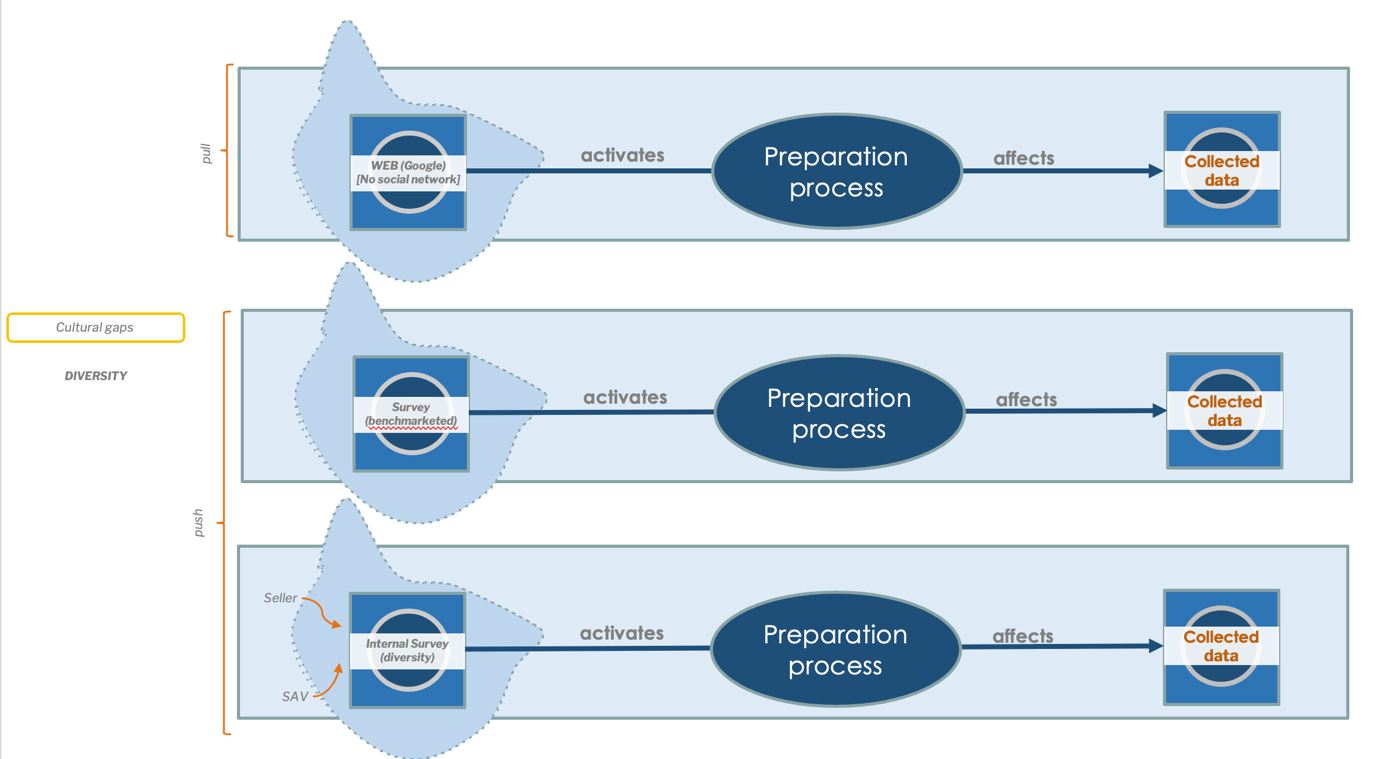 pull
WEB (Google)
[No social network]
activates
Preparation
process
affects
Collected
data
Cultural gaps
DIVERSITY
push
Survey
(benchmarketed)
activates
Preparation
process
affects
Collected
data
Seller
SAV
Internal Survey
(diversity)
activates
Preparation
process
affects
Collected
data